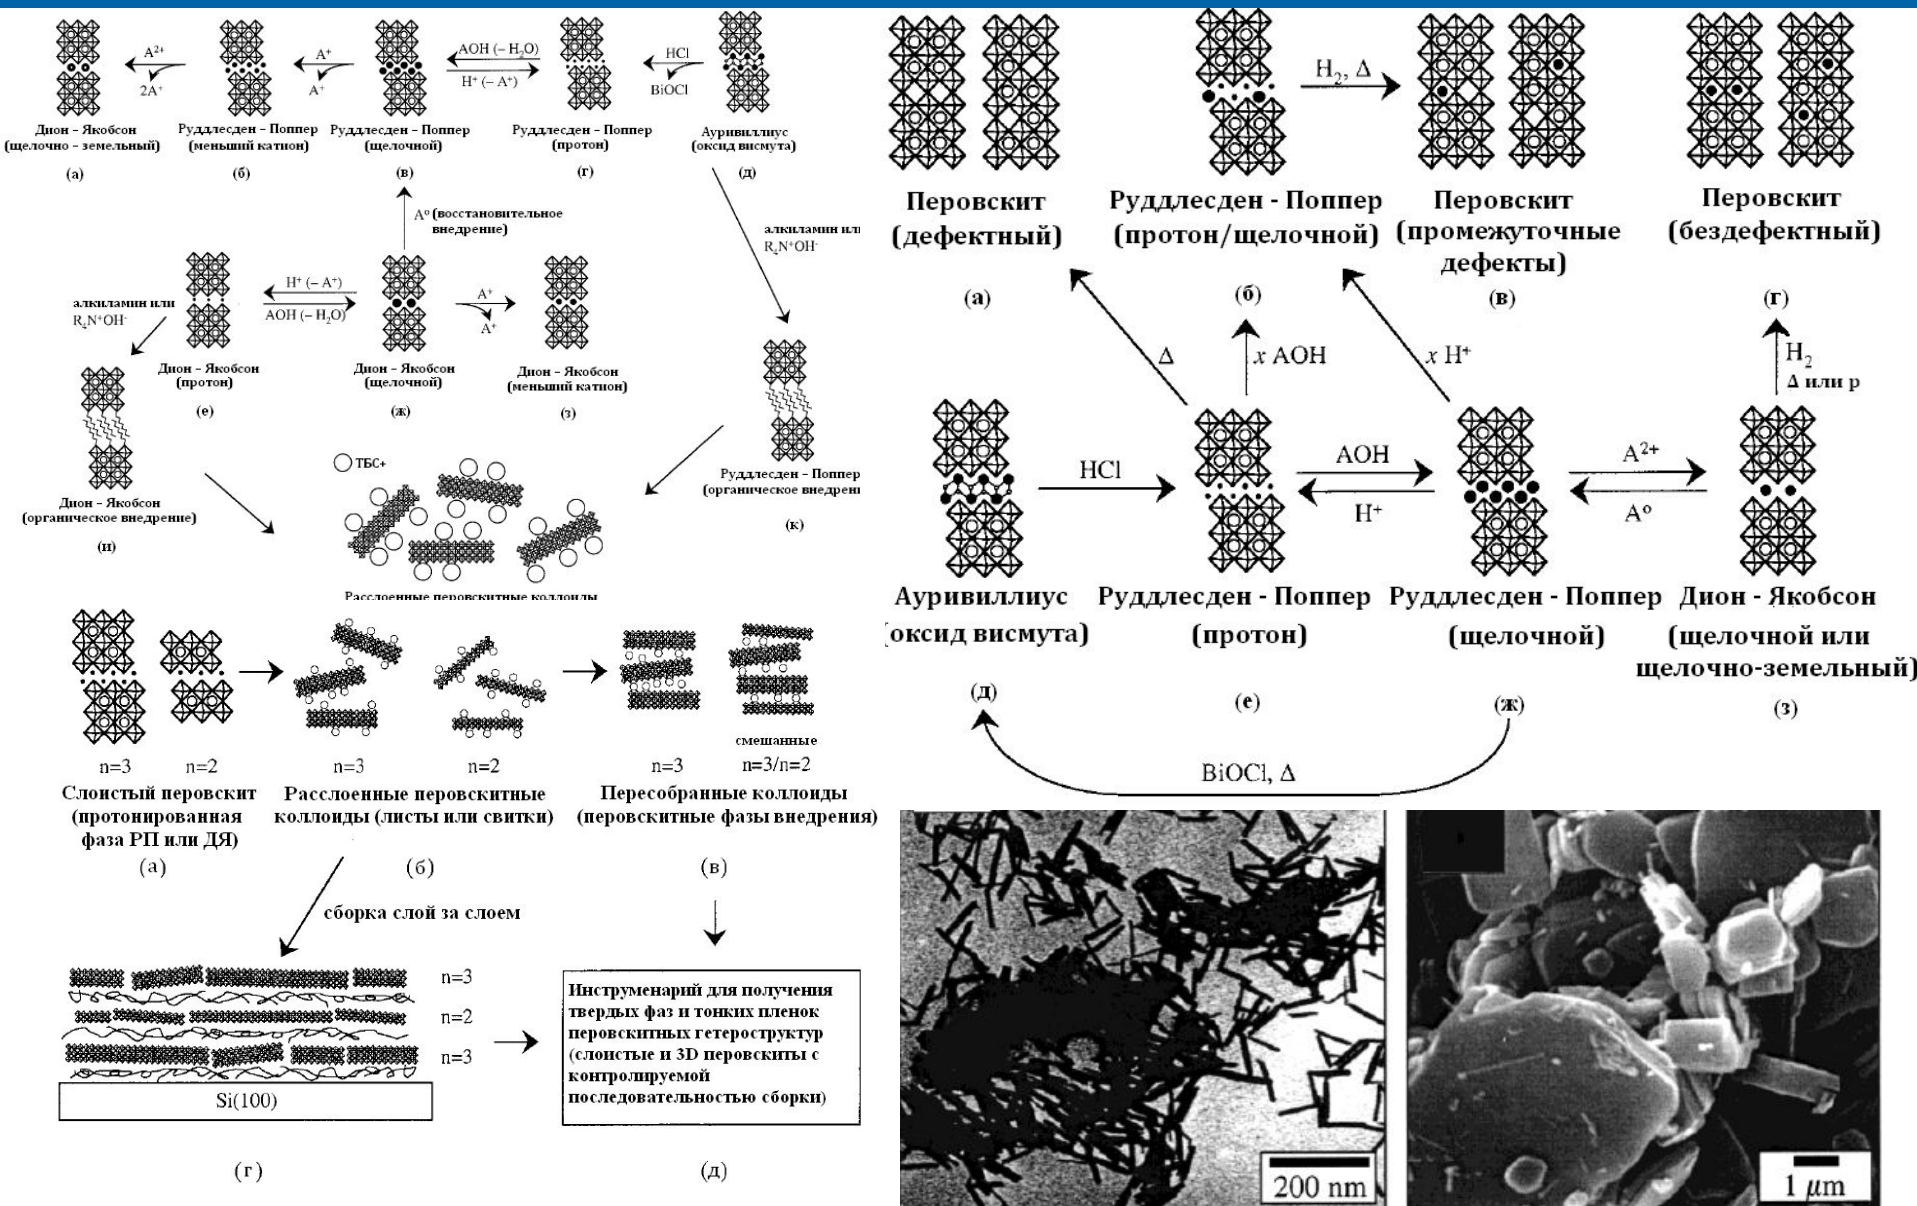 A²⁺
2A⁺
A⁺
A⁺
AOH (– H₂O)
H⁺ (– A⁺)
HCl
BiOCl
Дион – Якобсон
(щелочно – земельный)
(а)
Руддлесден – Поппер
(меньший катион)
(б)
Руддлесден – Поппер
(щелочной)
(в)
Руддлесден – Поппер
(протон)
(г)
Ауривиллиус
(оксид висмута)
(д)
Aº (восстановительное
внедрение)
алкиламин или
R₄N⁺OH⁻
алкиламин или
R₄N⁺OH⁻
H⁺ (– A⁺)
AOH (– H₂O)
A⁺
A⁺
Дион – Якобсон
(протон)
(е)
Дион – Якобсон
(щелочной)
(ж)
Дион – Якобсон
(меньший катион)
(з)
Дион – Якобсон
(органическое внедрение)
(и)
ТБС+
Руддлесден – Поппер
(органическое внедрени
(к)
Расслоенные перовскитные коллоиды
n=3
n=2
n=3
n=2
n=3
смешанные
n=3/n=2
Слоистый перовскит
(протонированная
фаза РП или ДЯ)
(а)
Расслоенные перовскитные
коллоиды (листы или свитки)
(б)
Пересобранные коллоиды
(перовскитные фазы внедрения)
(в)
сборка слой за слоем
n=3
n=2
n=3
Si(100)
(г)
Инструменарий для получения
твердых фаз и тонких пленок
перовскитных гетероструктур
(слоистые и 3D перовскиты с
контролируемой
последовательностью сборки)
(д)
H₂, Δ
Перовскит
(дефектный)
(а)
Руддлесден - Поппер
(протон/щелочной)
(б)
Перовскит
(промежуточные
дефекты)
(в)
Перовскит
(бездефектный)
(г)
Δ
x AOH
x H⁺
H₂
Δ или p
HCl
AOH
H⁺
A²⁺
Aº
Ауривиллиус
(оксид висмута)
(д)
Руддлесден - Поппер
(протон)
(е)
Руддлесден - Поппер
(щелочной)
(ж)
Дион - Якобсон
(щелочной или
щелочно-земельный)
(з)
BiOCl, Δ
200 nm
1 μm